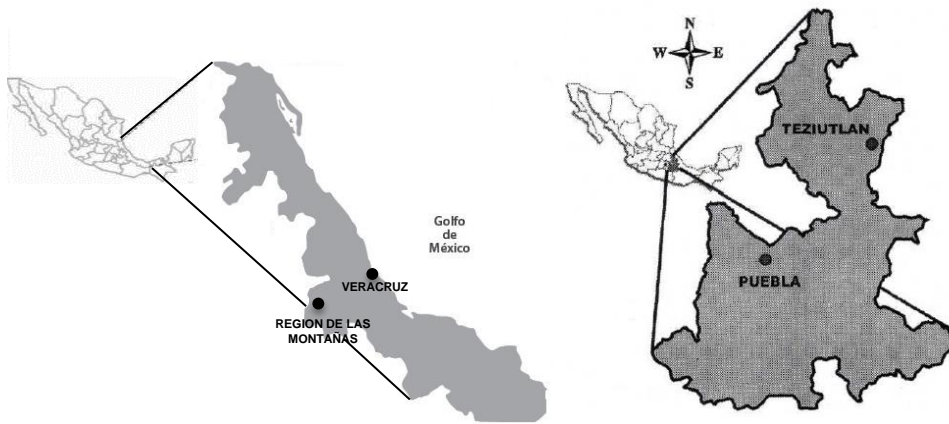 Golfo
de
México
VERACRUZ
REGION DE LAS
MONTAÑAS
N
W E
S
TEZIUTLAN
PUEBLA